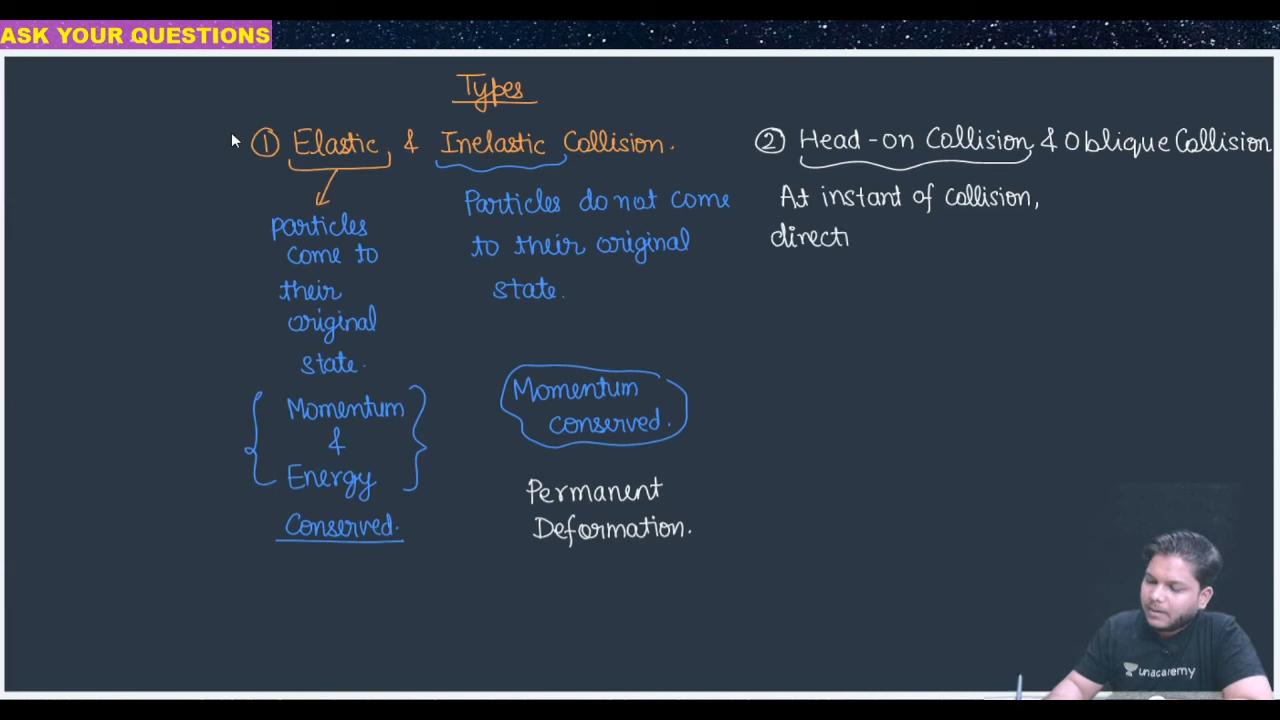 ASK YOUR QUESTIONS
Types
① Elastic & Inelastic Collision.
particles
come to
their
original
state.
Momentum
&
Energy
Conserved.
Particles do not come
to their original
state.
Momentum
conserved.
Permanent
Deformation.
② Head-on Collision & Oblique Collision
At instant of collision,
directi
unacademy